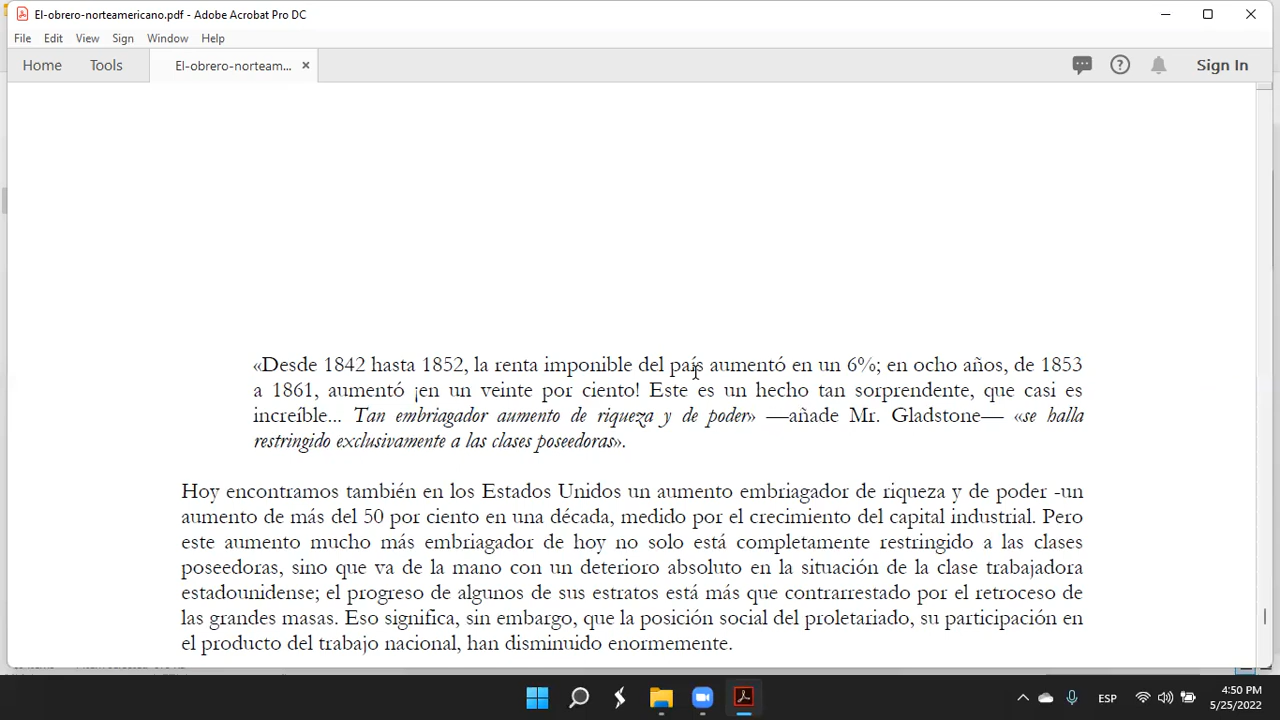 El-obrero-norteamericano.pdf - Adobe Acrobat Pro DC
File Edit View Sign Window Help
Home Tools El-obrero-norteam... × Sign In
«Desde 1842 hasta 1852, la renta imponible del país aumentó en un 6%; en ocho años, de 1853
a 1861, aumentó ¡en un veinte por ciento! Este es un hecho tan sorprendente, que casi es
increíble... Tan embriagador aumento de riqueza y de poder» —añade Mr. Gladstone— «se halla
restringido exclusivamente a las clases poseedoras».
Hoy encontramos también en los Estados Unidos un aumento embriagador de riqueza y de poder -un
aumento de más del 50 por ciento en una década, medido por el crecimiento del capital industrial. Pero
este aumento mucho más embriagador de hoy no solo está completamente restringido a las clases
poseedoras, sino que va de la mano con un deterioro absoluto en la situación de la clase trabajadora
estadounidense; el progreso de algunos de sus estratos está más que contrarrestado por el retroceso de
las grandes masas. Eso significa, sin embargo, que la posición social del proletariado, su participación en
el producto del trabajo nacional, han disminuido enormemente.
ESP
4:50 PM
5/25/2022